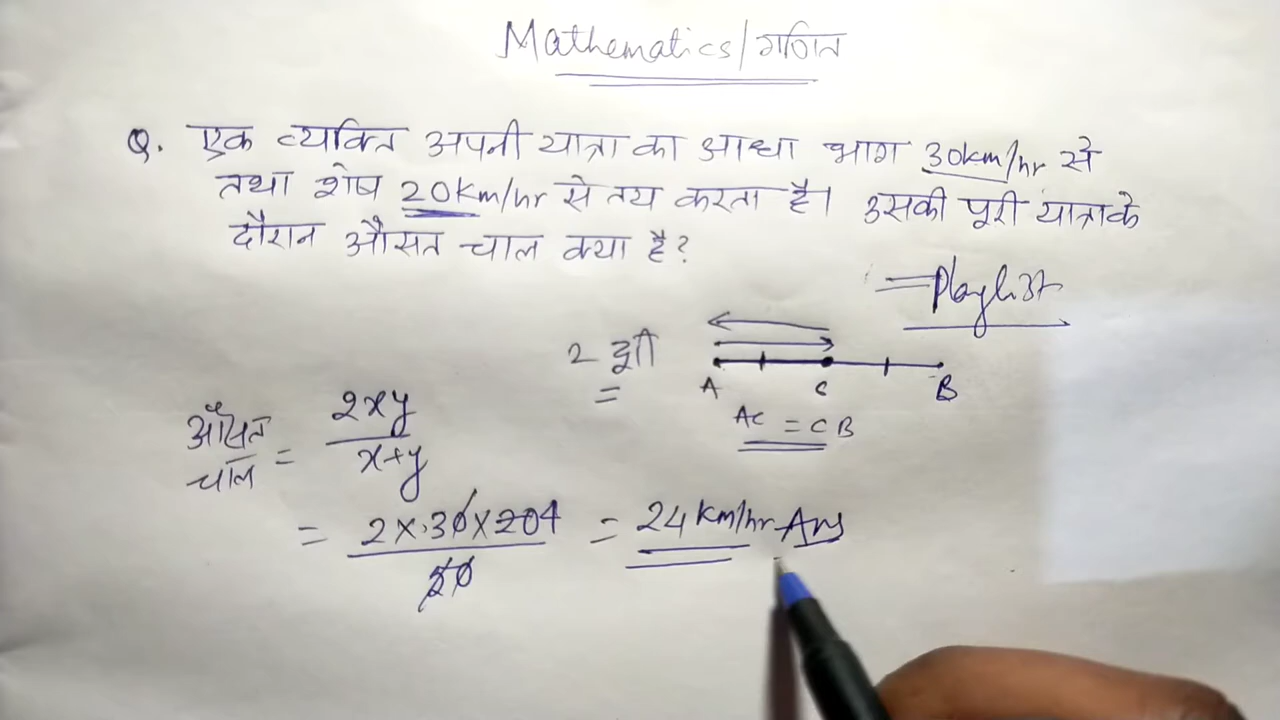 Mathematics/गणित
Q. एक व्यक्ति अपनी यात्रा का आधा भाग 30km/hr से
तथा शेष 20km/hr से तय करता है। उसकी पूरी यात्रा के
दौरान औसत चाल क्या है?
= Playlist
2 दूरी
=
A C B
AC = CB
औसत चाल = 2xy / x+y
= 2×30×20 4 / 50 = 24 km/hr Ans